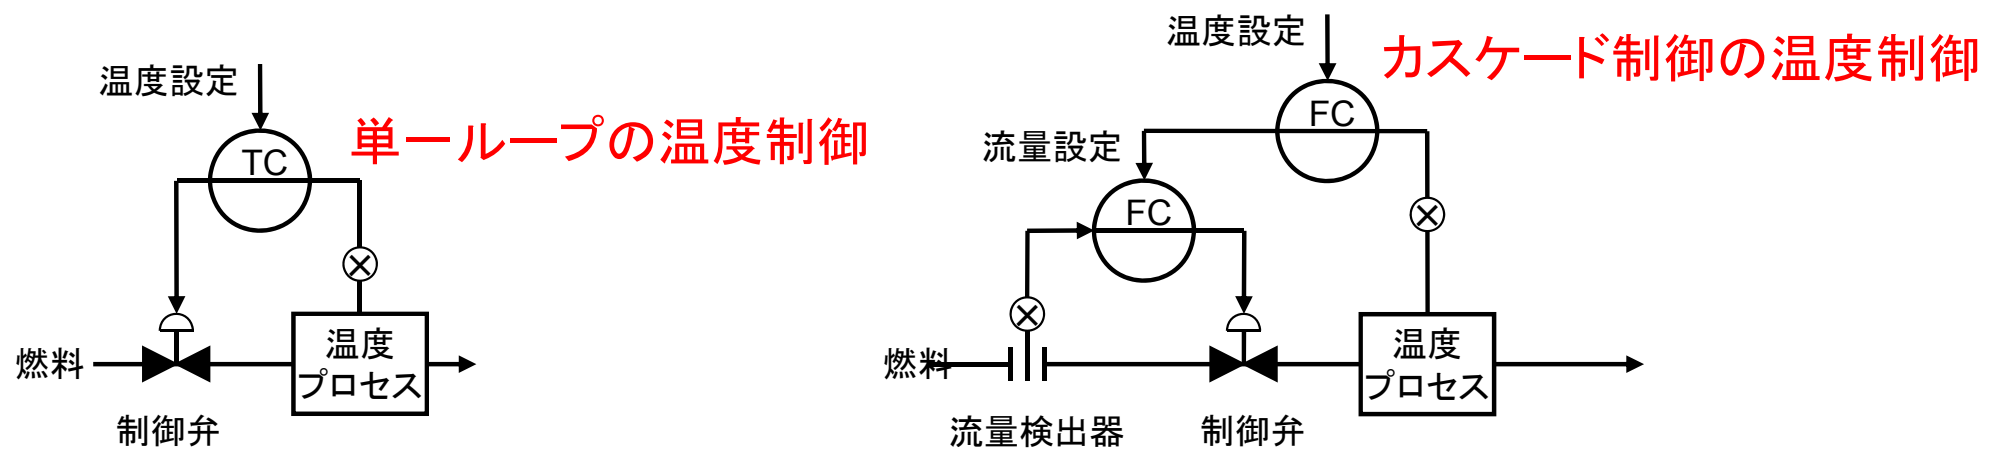 温度設定
単ールーープの温度制御
TC
燃料
温度
プロセス
制御弁
温度設定
カスケード制御の温度制御
FC
流量設定
FC
燃料
温度
プロセス
流量検出器
制御弁